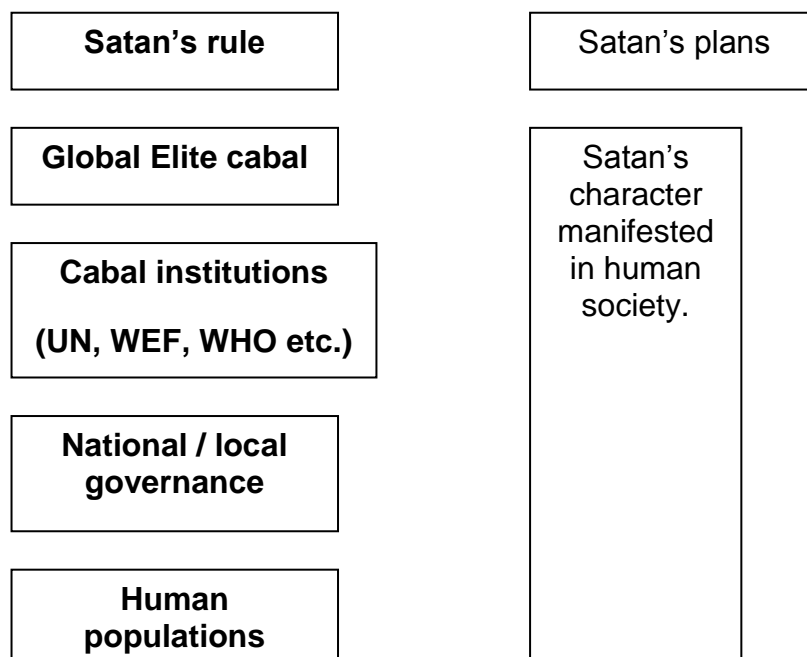 Satan’s rule
Global Elite cabal
Cabal institutions
(UN, WEF, WHO etc.)
National / local
governance
Human
populations
Satan’s plans
Satan’s
character
manifested
in human
society.